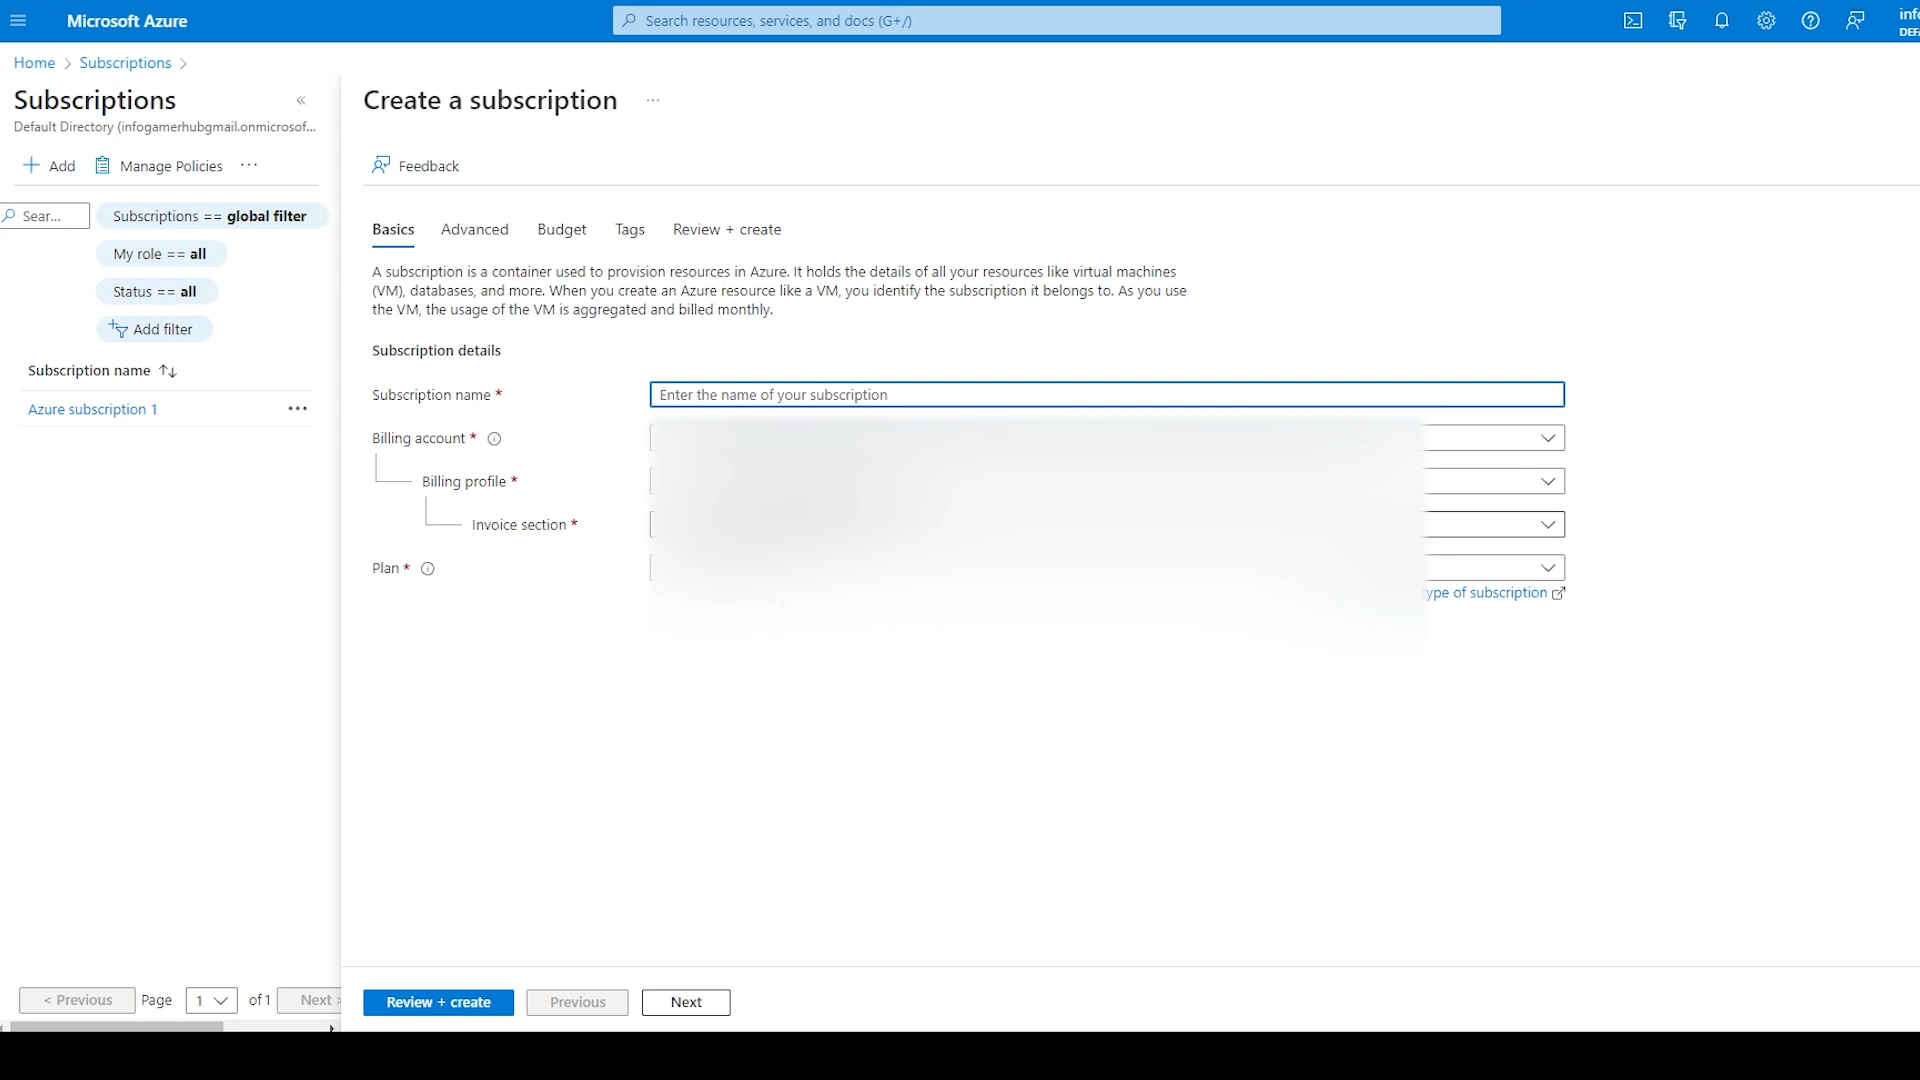 Microsoft Azure
Search resources, services, and docs (G+/)
Home
Subscriptions
Subscriptions
Default Directory (infogamerhubgmail.onmicrosof...
Add
Manage Policies
Sear...
Subscriptions == global filter
My role == all
Status == all
Add filter
Subscription name
Azure subscription 1
< Previous
Page
1
of 1
Next >
Create a subscription
Feedback
Basics
Advanced
Budget
Tags
Review + create
A subscription is a container used to provision resources in Azure. It holds the details of all your resources like virtual machines
(VM), databases, and more. When you create an Azure resource like a VM, you identify the subscription it belongs to. As you use
the VM, the usage of the VM is aggregated and billed monthly.
Subscription details
Subscription name *
Enter the name of your subscription
Billing account *
Billing profile *
Invoice section *
Plan *
type of subscription
Review + create
Previous
Next